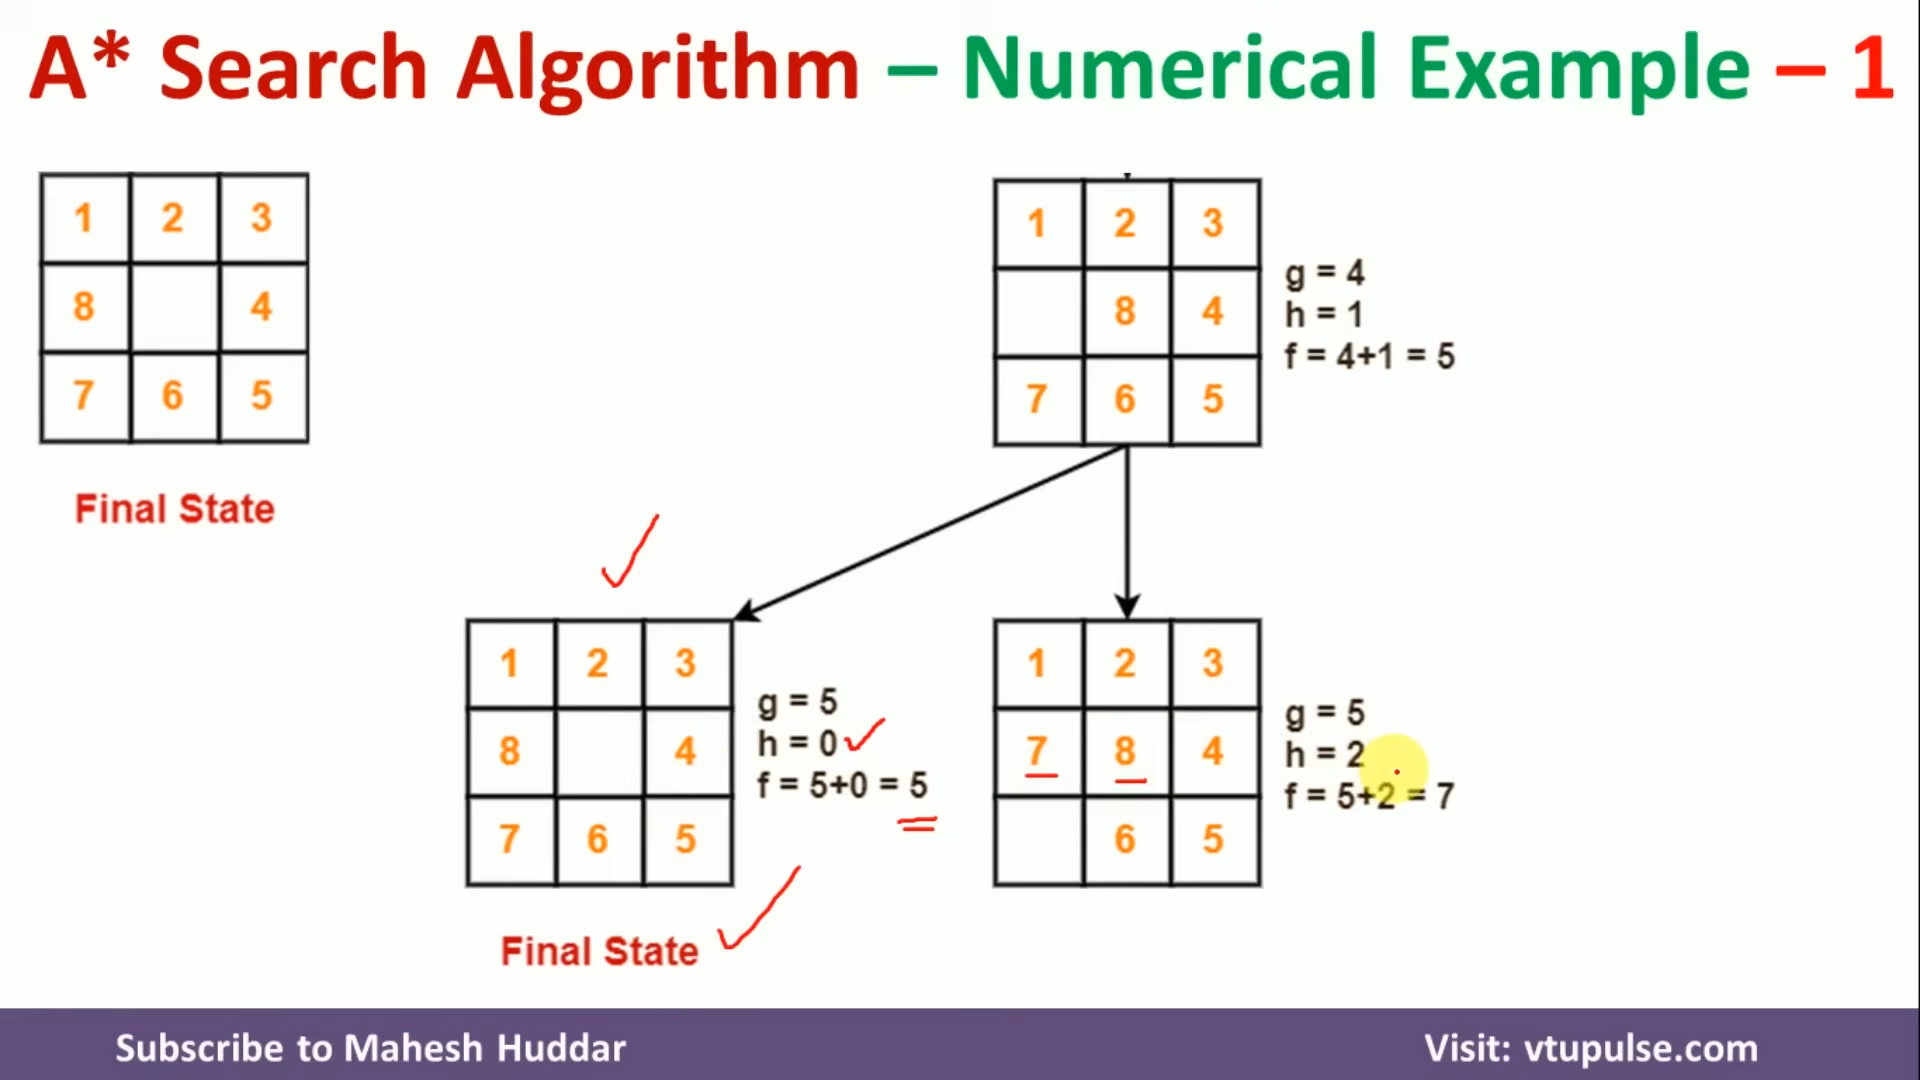 A* Search Algorithm – Numerical Example – 1
1 2 3
8 4
7 6 5
Final State
1 2 3
8 4
7 6 5
g = 4
h = 1
f = 4+1 = 5
1 2 3
8 4
7 6 5
g = 5
h = 0
f = 5+0 = 5
Final State
1 2 3
7 8 4
6 5
g = 5
h = 2
f = 5+2 = 7
Subscribe to Mahesh Huddar
Visit: vtupulse.com